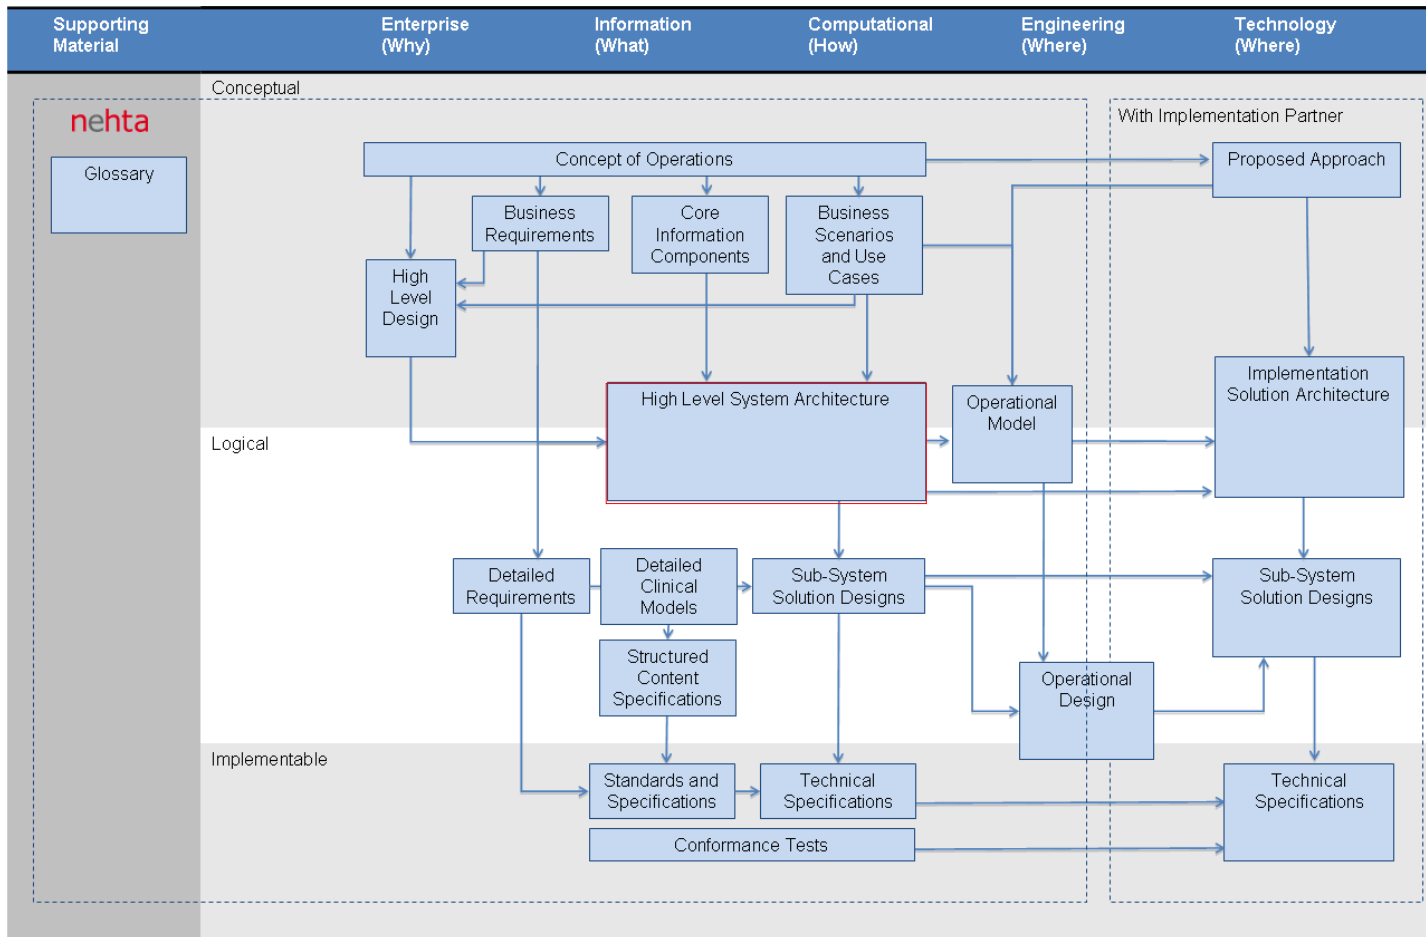 Supporting
Material
Enterprise
(Why)
Information
(What)
Computational
(How)
Engineering
(Where)
Technology
(Where)
Conceptual
nehta
With Implementation Partner
Glossary
Concept of Operations
Proposed Approach
Business
Requirements
Core
Information
Components
Business
Scenarios
and Use
Cases
High
Level
Design
High Level System Architecture
Operational
Model
Implementation
Solution Architecture
Logical
Detailed
Requirements
Detailed
Clinical
Models
Sub-System
Solution Designs
Sub-System
Solution Designs
Structured
Content
Specifications
Operational
Design
Implementable
Standards and
Specifications
Technical
Specifications
Technical
Specifications
Conformance Tests